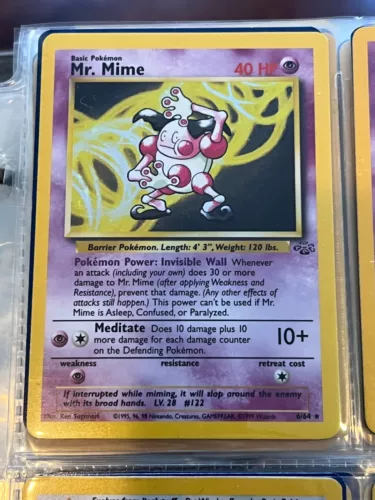 Basic Pokémon
Mr. Mime 40 HP
Barrier Pokémon. Length: 4' 3", Weight: 120 lbs.
Pokémon Power: Invisible Wall Whenever
an attack (including your own) does 30 or more
damage to Mr. Mime (after applying Weakness and
Resistance), prevent that damage. (Any other effects of
attacks still happen.) This power can't be used if Mr.
Mime is Asleep, Confused, or Paralyzed.
Meditate Does 10 damage plus 10
more damage for each damage counter
on the Defending Pokémon.
10+
weakness resistance retreat cost
If interrupted while miming, it will slap around the enemy
with its broad hands. LV. 28 #122
Illus. Ken Sugimori ©1995, 96, 98 Nintendo, Creatures, GAMEFREAK. ©1999 Wizards. 6/64 ★